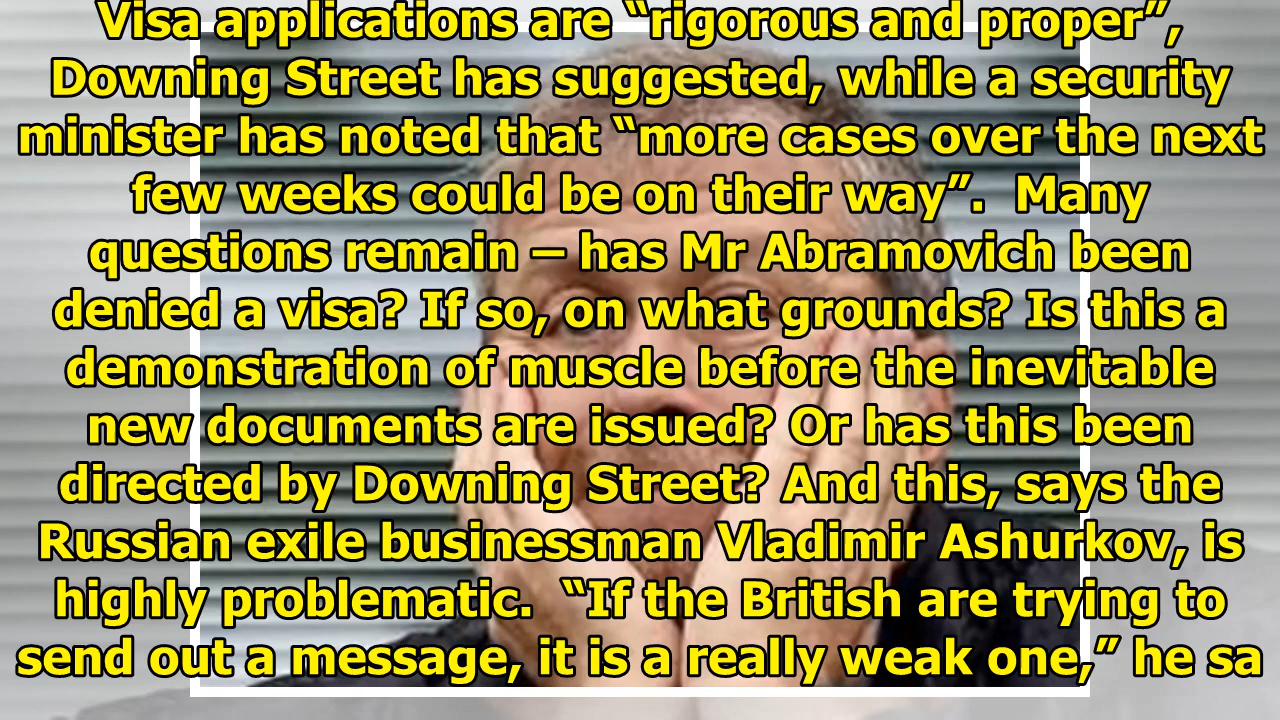 Visa applications are “rigorous and proper”,
Downing Street has suggested, while a security
minister has noted that “more cases over the next
few weeks could be on their way”.  Many
questions remain – has Mr Abramovich been
denied a visa? If so, on what grounds? Is this a
demonstration of muscle before the inevitable
new documents are issued? Or has this been
directed by Downing Street? And this, says the
Russian exile businessman Vladimir Ashurkov, is
highly problematic.  “If the British are trying to
send out a message, it is a really weak one,” he sa